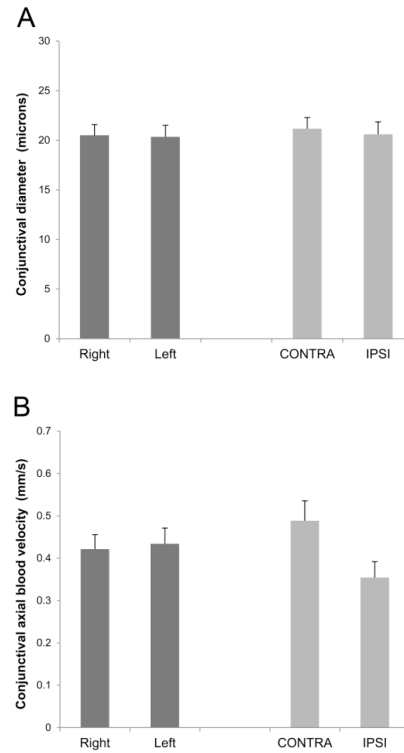 A
Conjunctival diameter (microns)
30
25
20
15
10
5
0
Right Left CONTRA IPSI
B
Conjunctival axial blood velocity (mm/s)
0.7
0.6
0.5
0.4
0.3
0.2
0.1
0
Right Left CONTRA IPSI